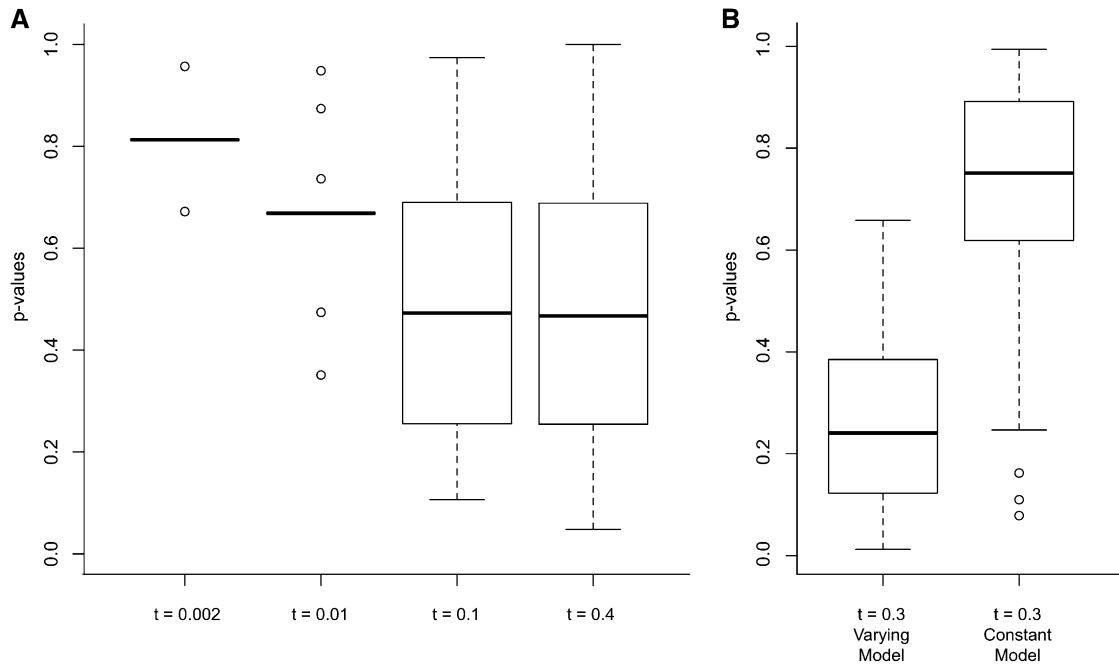 A
B
p-values
1.0
0.8
0.6
0.4
0.2
0.0
t = 0.002
t = 0.01
t = 0.1
t = 0.4
p-values
1.0
0.8
0.6
0.4
0.2
0.0
t = 0.3
Varying
Model
t = 0.3
Constant
Model